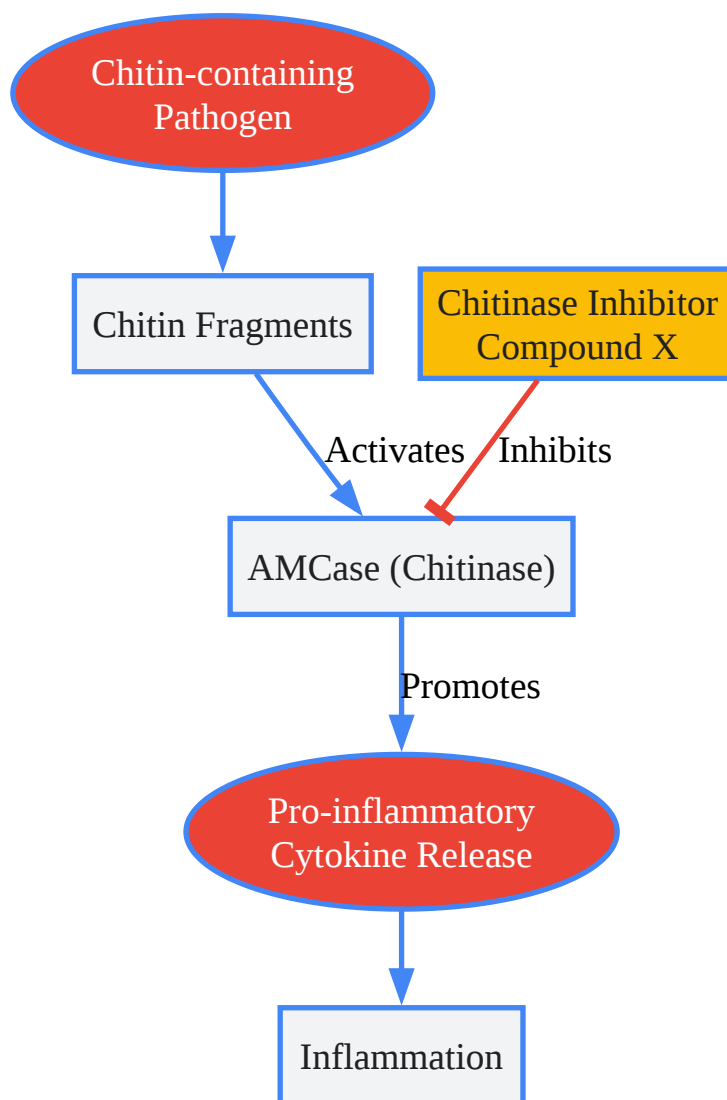 Chitin-containing
Pathogen
Chitin Fragments
Chitinase Inhibitor
Compound X
Activates
Inhibits
AMCase (Chitinase)
Promotes
Pro-inflammatory
Cytokine Release
Inflammation